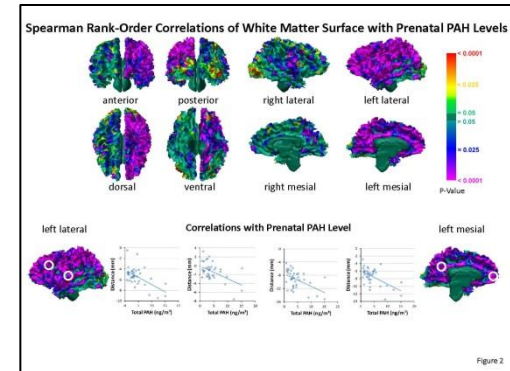 Spearman Rank-Order Correlations of White Matter Surface with Prenatal PAH Levels
anterior
posterior
right lateral
left lateral
dorsal
ventral
right mesial
left mesial
< 0.0001
= 0.025
= 0.05
= 0.05
= 0.025
< 0.0001
P-Value
left lateral
Correlations with Prenatal PAH Level
left mesial
Distance (mm)
Total PAH (ng/m³)
Distance (mm)
Total PAH (ng/m³)
Distance (mm)
Total PAH (ng/m³)
Distance (mm)
Total PAH (ng/m³)
Figure 2